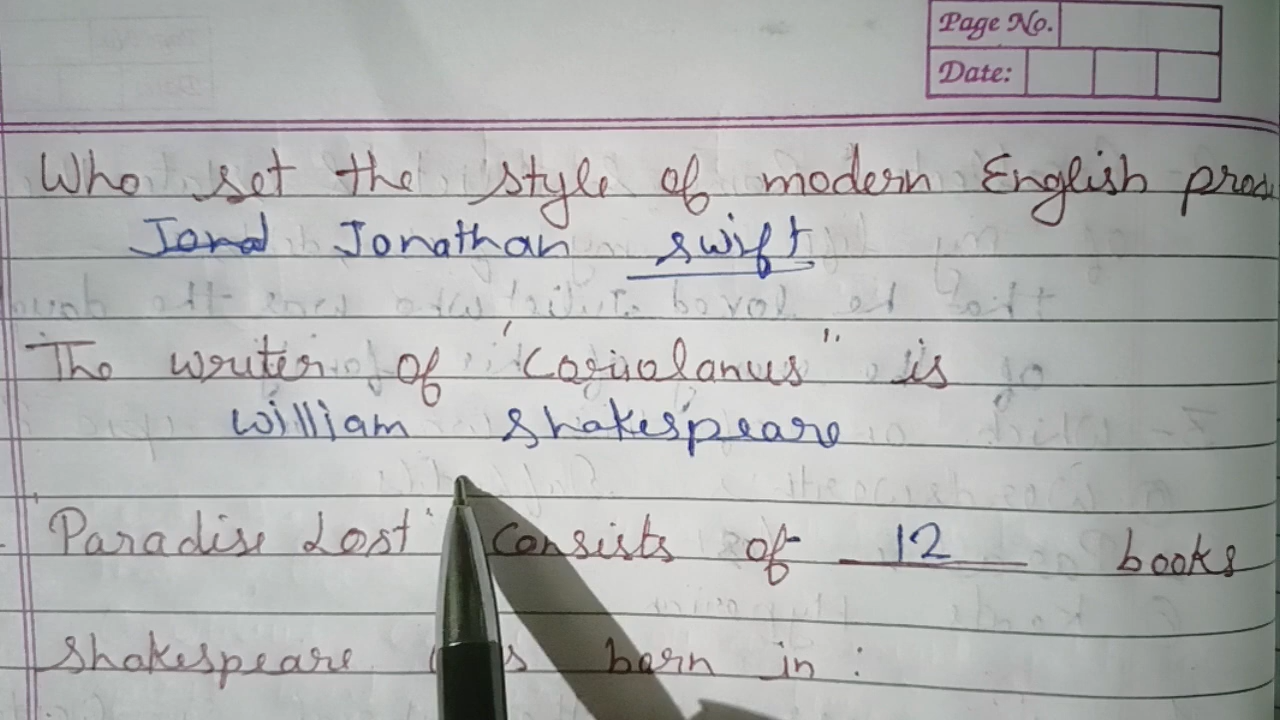 Page No.
Date:
Who set the style of modern English prose
Jond Jonathan swift
The writer of "Coriolanus" is
William Shakespeare
Paradise Lost' consists of 12 books
Shakespeare born in :